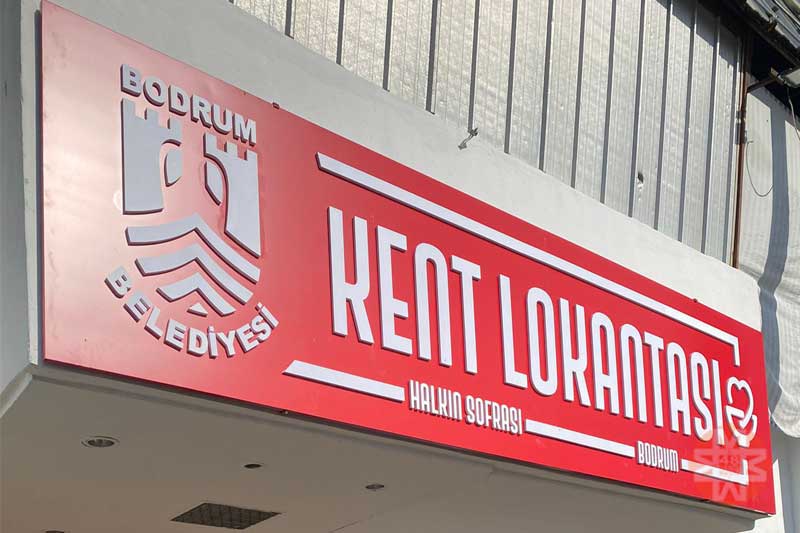 BODRUM
BELEDİYESİ
KENT LOKANTASI
HALKIN SOFRASI
BODRUM